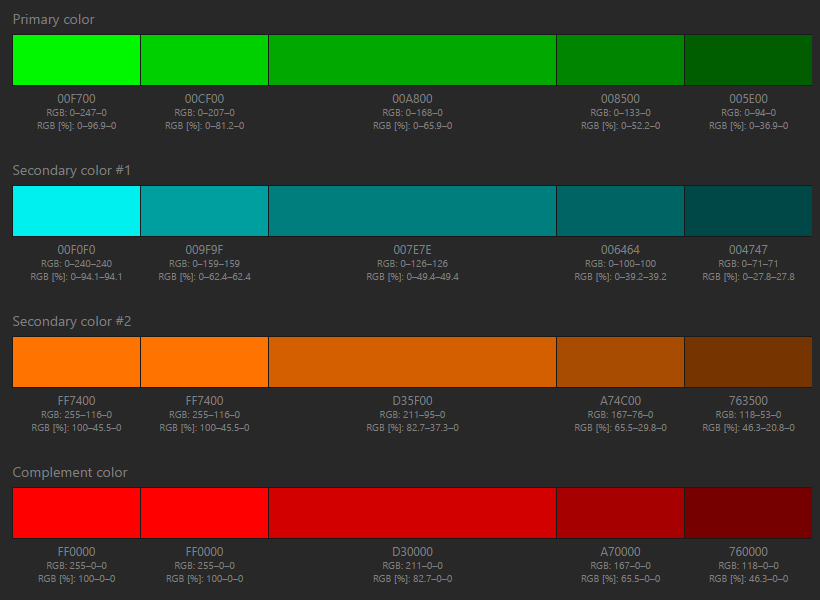 Primary color
00F700 00CF00 00A800 008500 005E00
RGB: 0–247–0 RGB: 0–207–0 RGB: 0–168–0 RGB: 0–133–0 RGB: 0–94–0
RGB [%]: 0–96.9–0 RGB [%]: 0–81.2–0 RGB [%]: 0–65.9–0 RGB [%]: 0–52.2–0 RGB [%]: 0–36.9–0
Secondary color #1
00F0F0 009F9F 007E7E 006464 004747
RGB: 0–240–240 RGB: 0–159–159 RGB: 0–126–126 RGB: 0–100–100 RGB: 0–71–71
RGB [%]: 0–94.1–94.1 RGB [%]: 0–62.4–62.4 RGB [%]: 0–49.4–49.4 RGB [%]: 0–39.2–39.2 RGB [%]: 0–27.8–27.8
Secondary color #2
FF7400 FF7400 D35F00 A74C00 763500
RGB: 255–116–0 RGB: 255–116–0 RGB: 211–95–0 RGB: 167–76–0 RGB: 118–53–0
RGB [%]: 100–45.5–0 RGB [%]: 100–45.5–0 RGB [%]: 82.7–37.3–0 RGB [%]: 65.5–29.8–0 RGB [%]: 46.3–20.8–0
Complement color
FF0000 FF0000 D30000 A70000 760000
RGB: 255–0–0 RGB: 255–0–0 RGB: 211–0–0 RGB: 167–0–0 RGB: 118–0–0
RGB [%]: 100–0–0 RGB [%]: 100–0–0 RGB [%]: 82.7–0–0 RGB [%]: 65.5–0–0 RGB [%]: 46.3–0–0